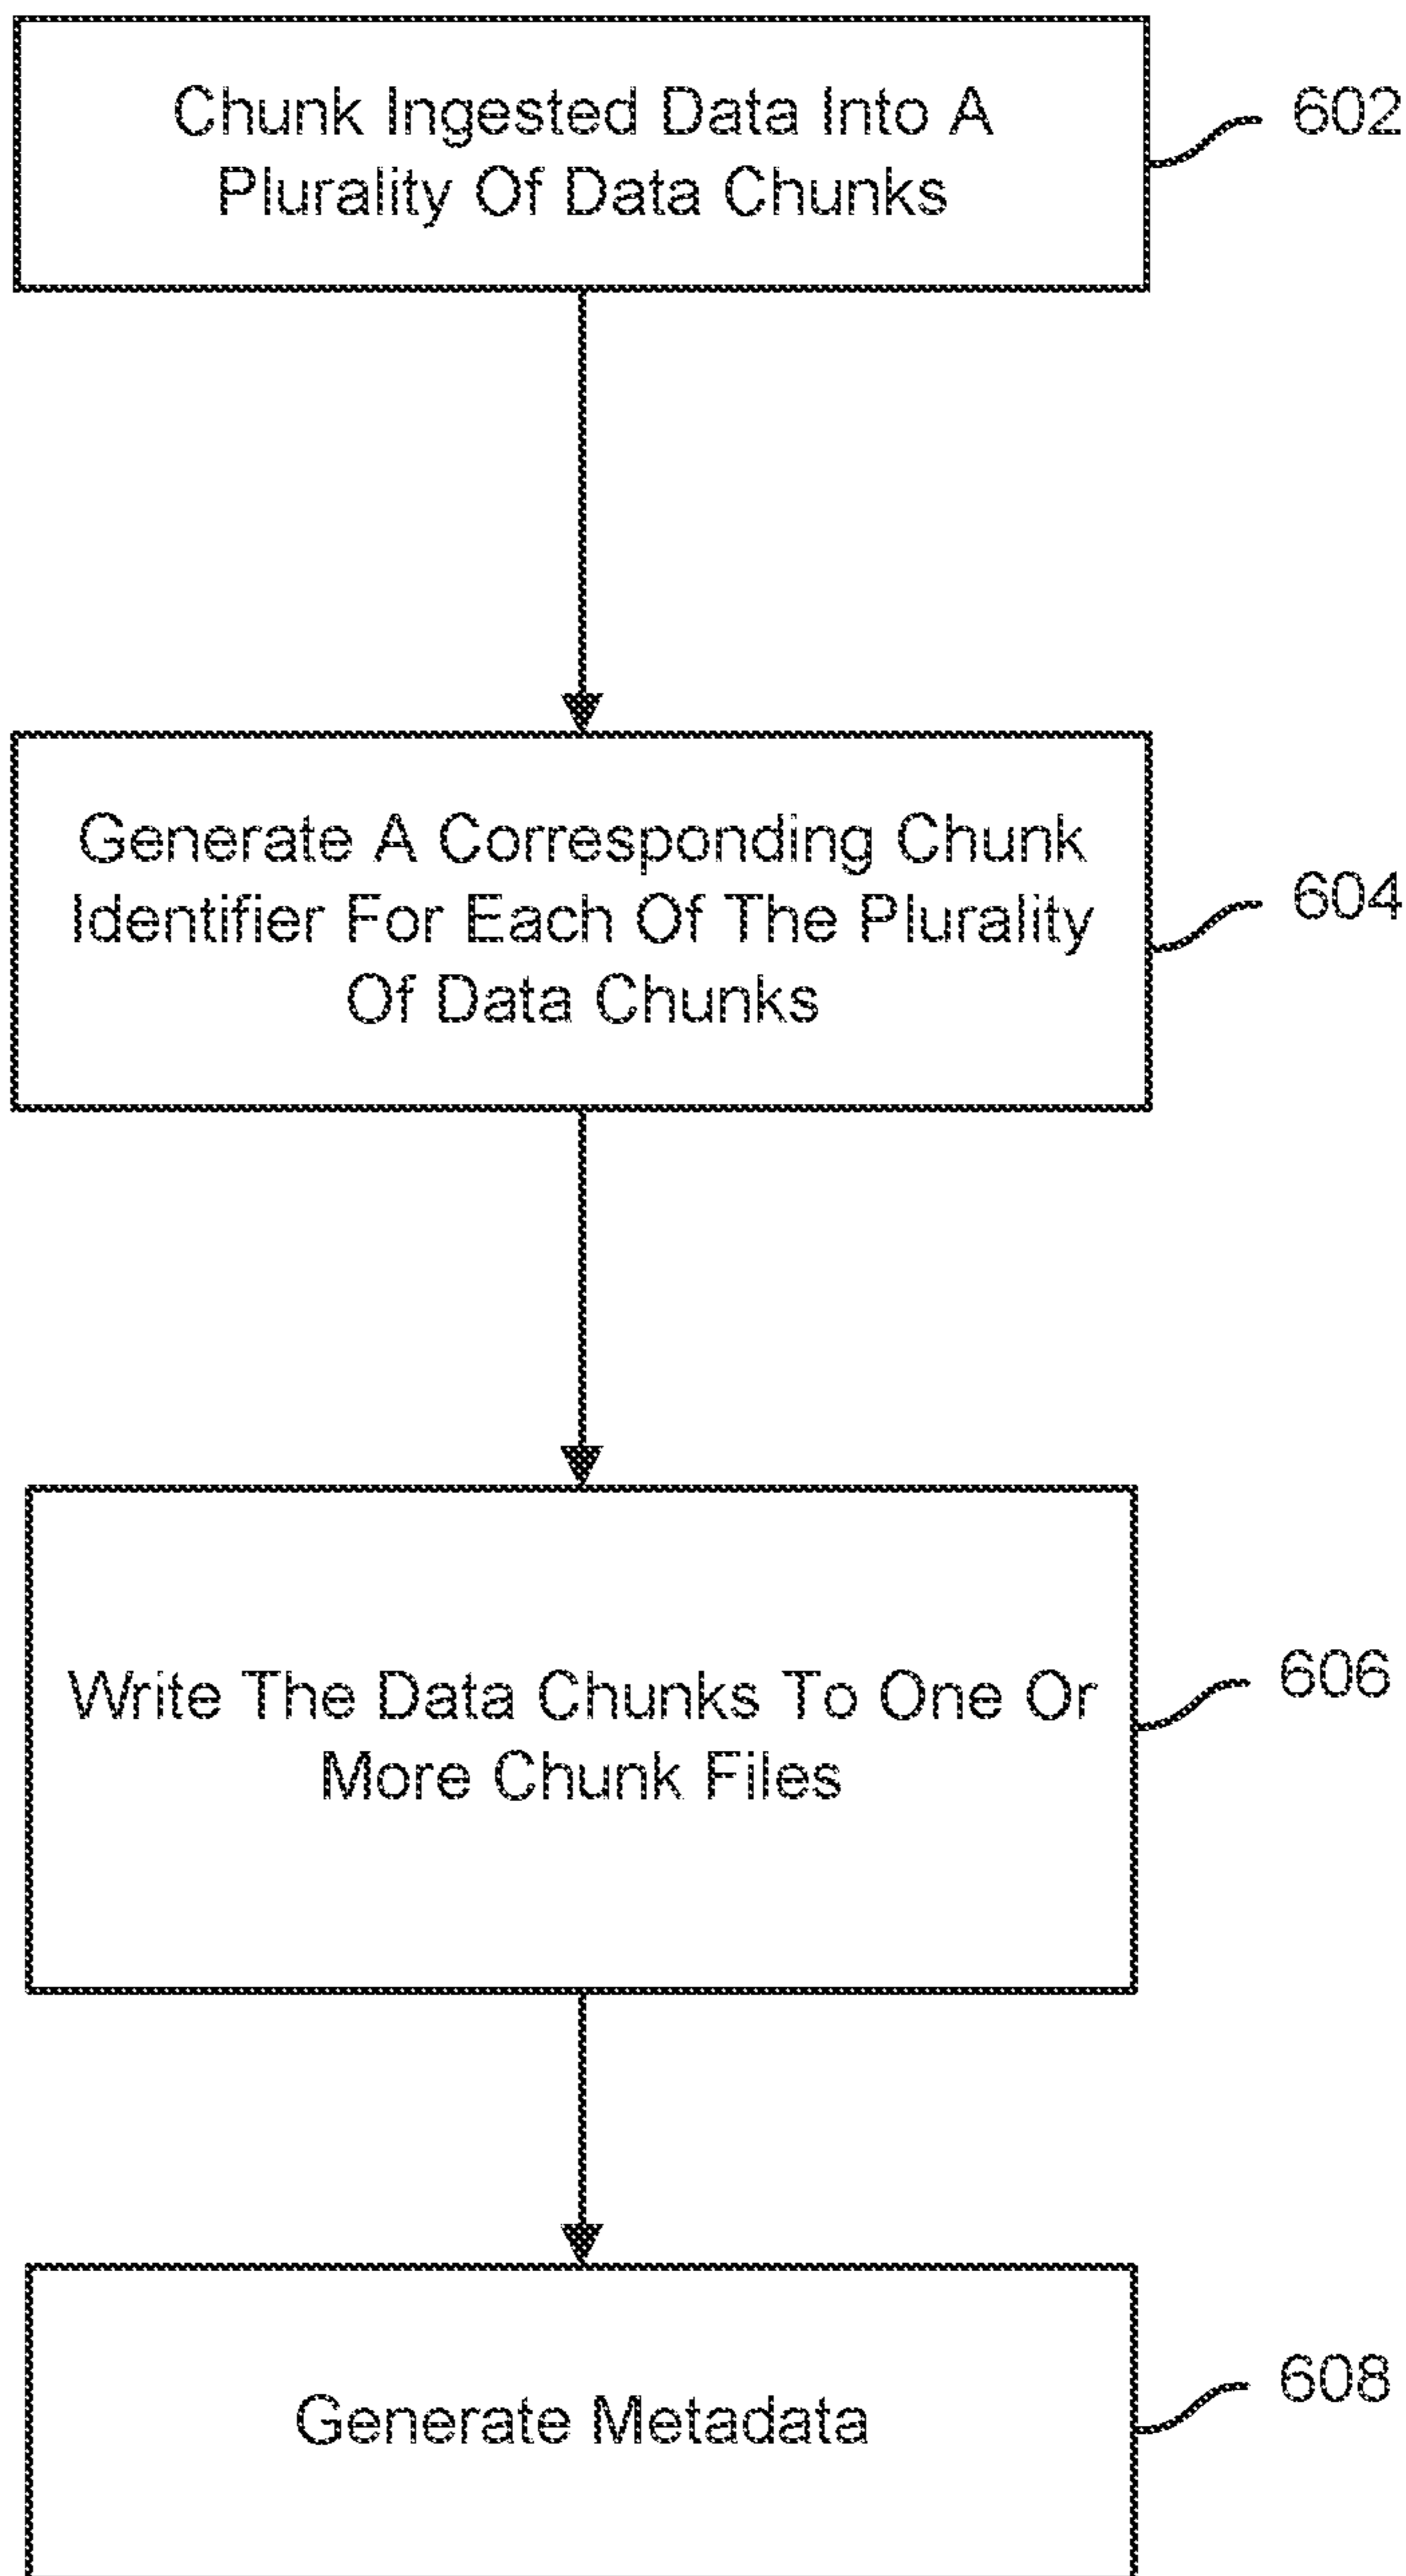 Chunk Ingested Data Into A
Plurality Of Data Chunks
602
Generate A Corresponding Chunk
Identifier For Each Of The Plurality
Of Data Chunks
604
Write The Data Chunks To One Or
More Chunk Files
606
Generate Metadata
608